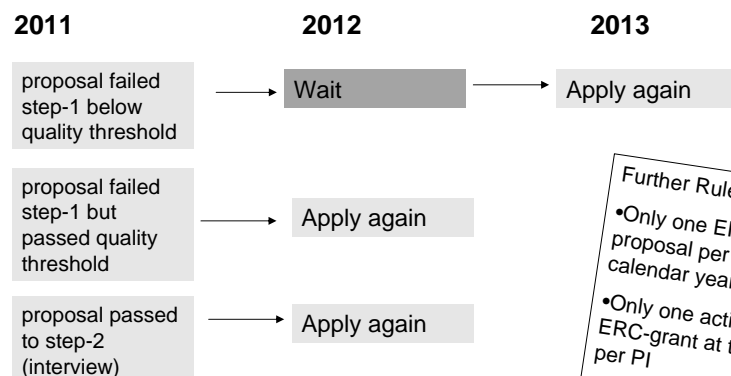 2011 2012 2013
proposal failed
step-1 below
quality threshold
Wait
Apply again
proposal failed
step-1 but
passed quality
threshold
Apply again
proposal passed
to step-2
(interview)
Apply again
Further
•Only one
proposal per
calendar
•Only one
ERC-grant at
per PI